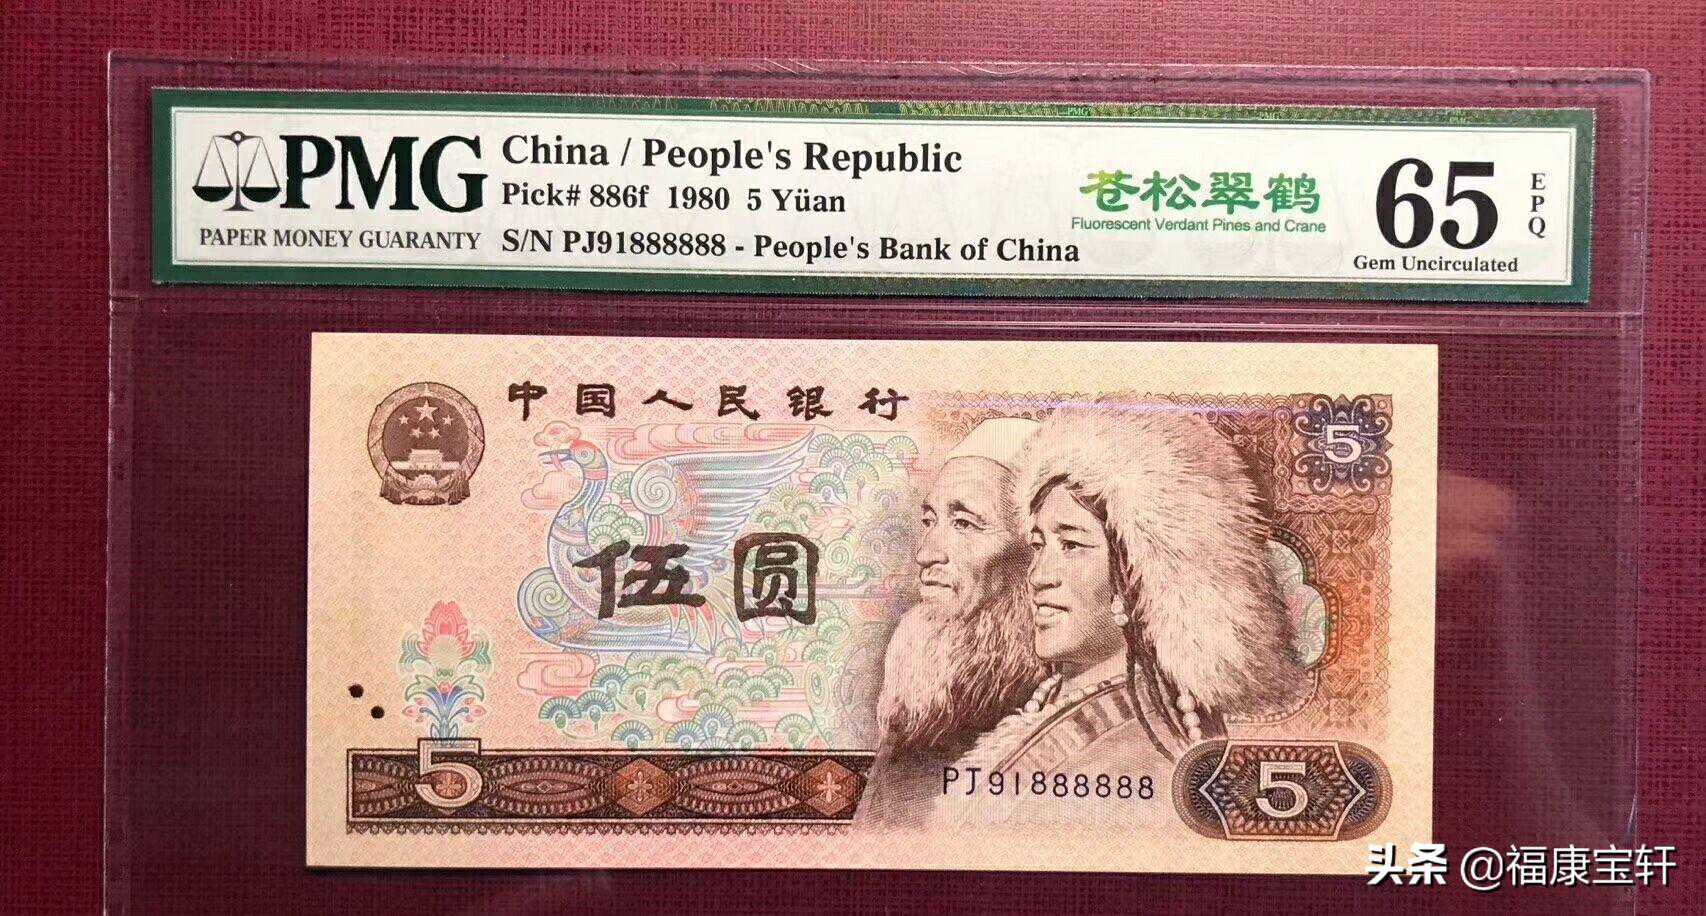 PMG
PAPER MONEY GUARANTY
China / People's Republic
Pick# 886f 1980 5 Yüan
S/N PJ91888888 - People's Bank of China
苍松翠鹤
Fluorescent Verdant Pines and Crane
65
EPQ
Gem Uncirculated
中国人民银行
5
伍圆
5
PJ91888888
5
头条 @福康宝轩